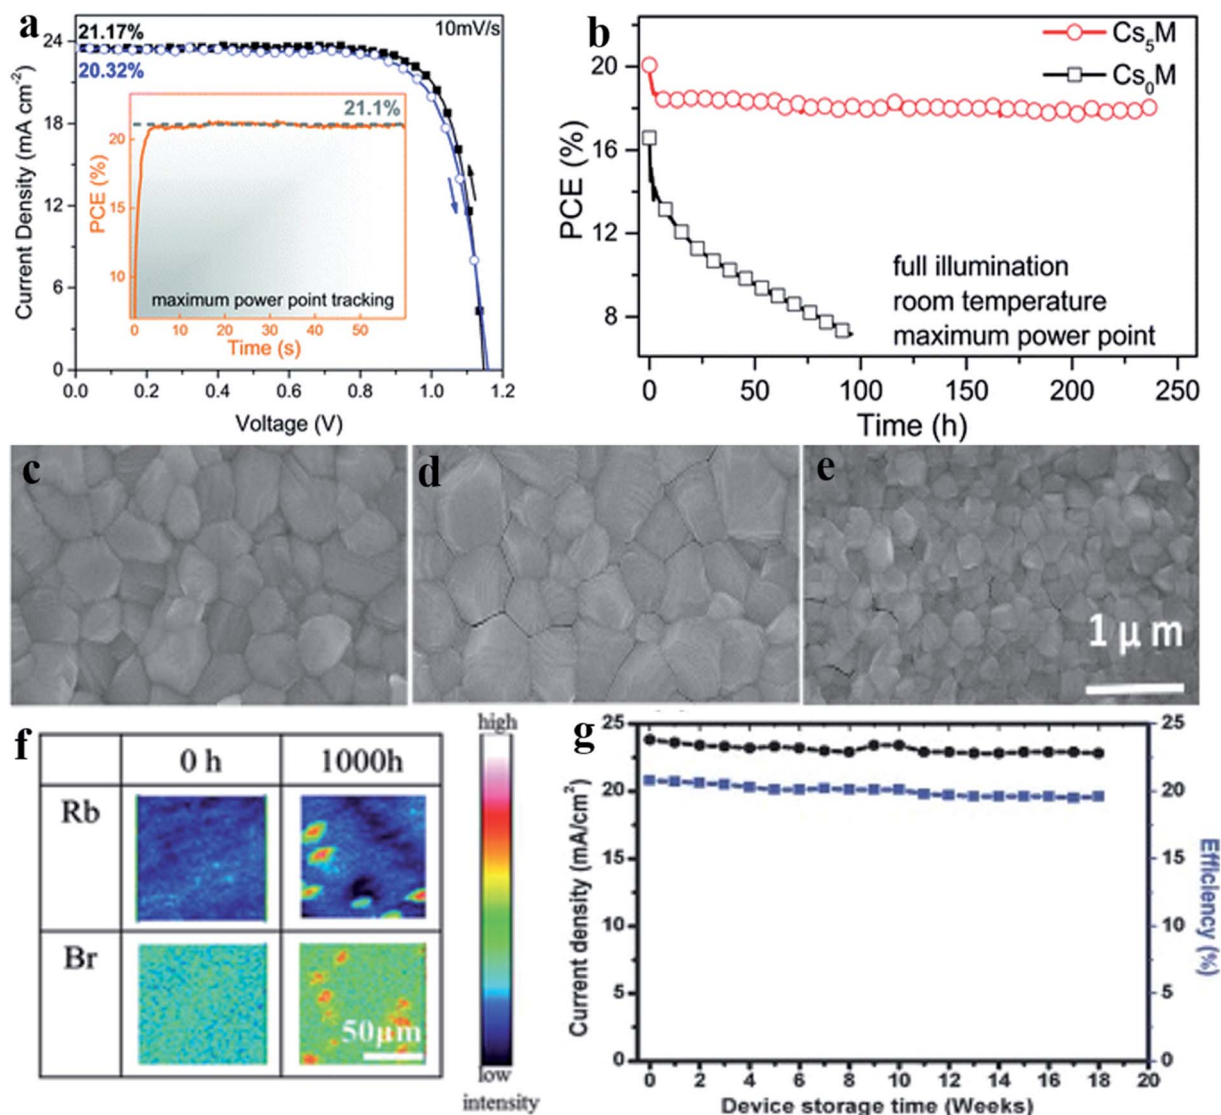 a
21.17%
10mV/s
20.32%
24
18
12
6
0
Current Density (mA cm⁻²)
0.0 0.2 0.4 0.6 0.8 1.0 1.2
Voltage (V)
21.1%
PCE (%)
20
15
10
maximum power point tracking
0 10 20 30 40 50
Time (s)
b
Cs₅M
Cs₀M
PCE (%)
20
16
12
8
full illumination
room temperature
maximum power point
0 50 100 150 200 250
Time (h)
c
d
e
1 μ m
f
0 h 1000h
Rb
Br
50μm
high
low
intensity
g
Current density (mA/cm²)
25
20
15
10
5
0
Efficiency (%)
25
20
15
10
5
0
0 2 4 6 8 10 12 14 16 18 20
Device storage time (Weeks)